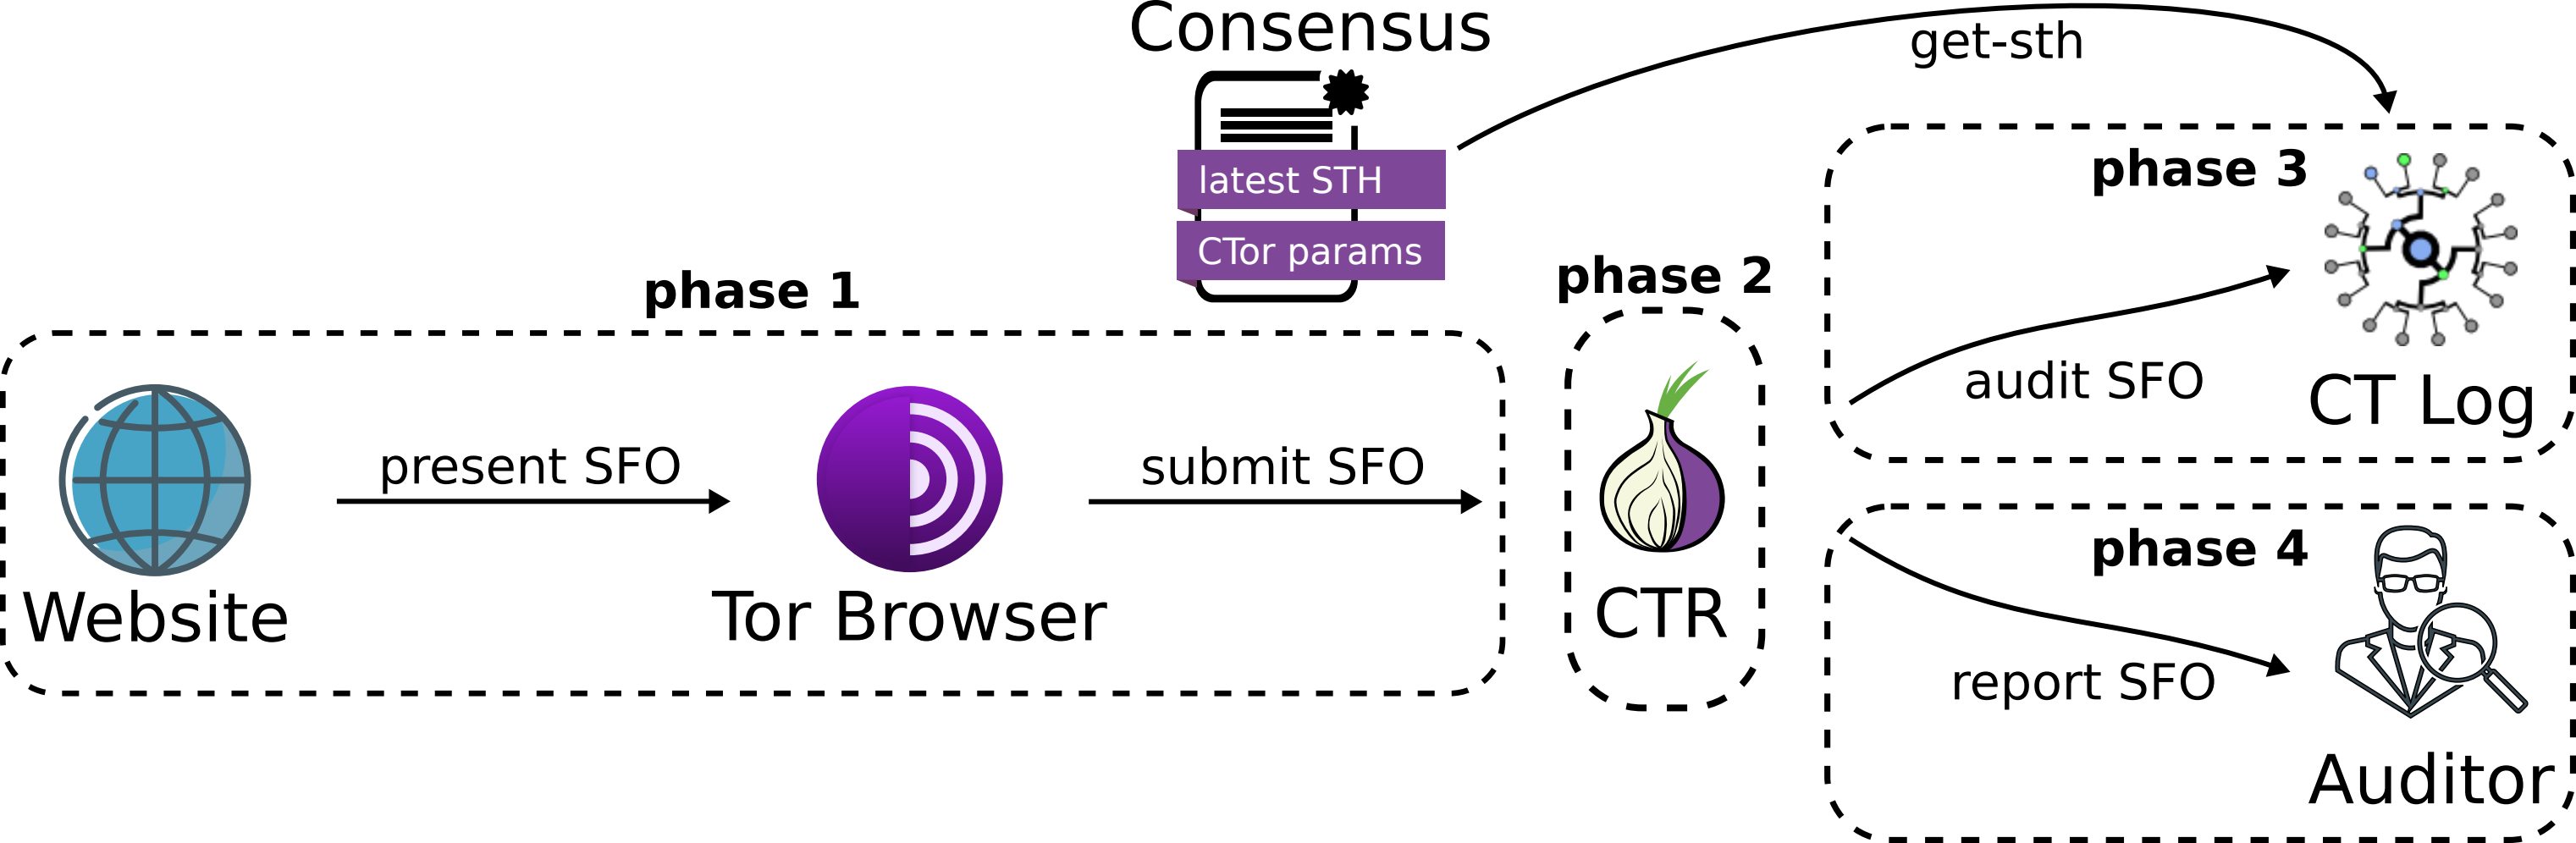 Consensus
get-sth
latest STH
CTor params
phase 1
present SFO
submit SFO
Website
Tor Browser
phase 2
CTR
phase 3
audit SFO
CT Log
phase 4
report SFO
Auditor